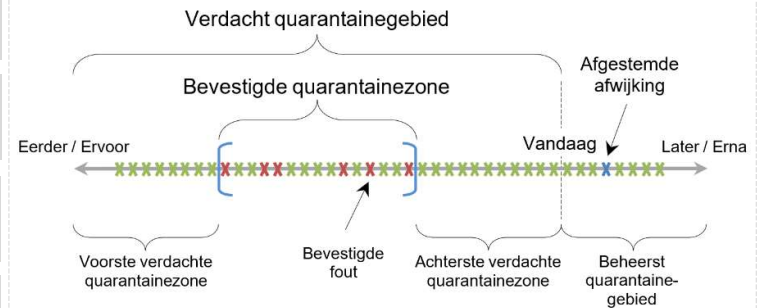 Verdacht quarantainegebied
Bevestigde quarantainezone
Afgestemde
afwijking
Eerder / Ervoor
Vandaag
Later / Erna
Voorste verdachte
quarantainezone
Bevestigde
fout
Achterste verdachte
quarantainezone
Beheerst
quarantaine-
gebied